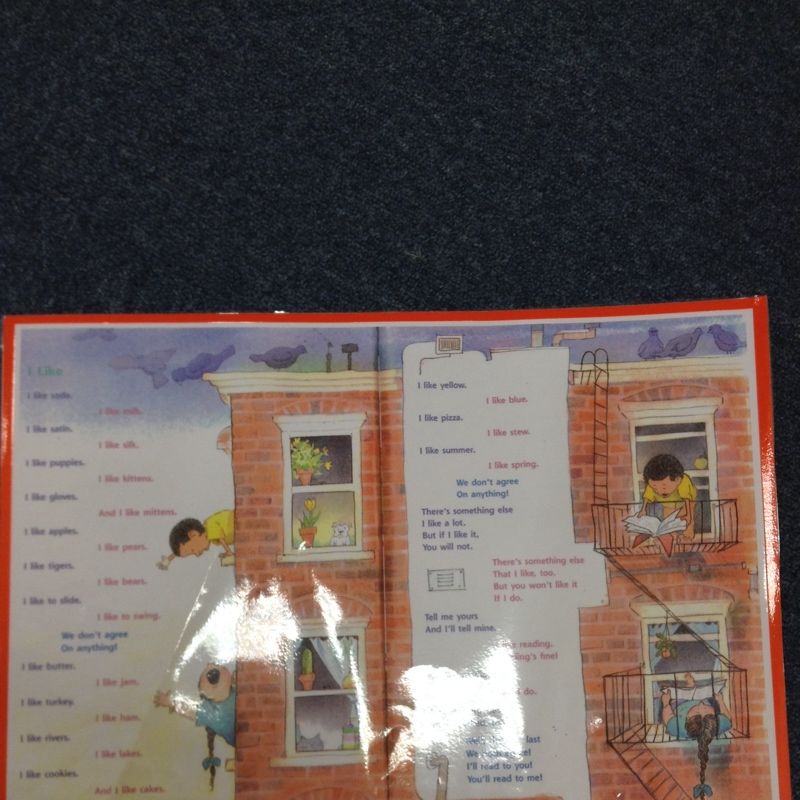 I Like
I like soda.
I like milk.
I like satin.
I like silk.
I like puppies.
I like kittens.
I like gloves.
And I like mittens.
I like apples.
I like pears.
I like tigers.
I like bears.
I like to slide.
I like to swing.
We don't agree
On anything!
I like butter.
I like jam.
I like turkey.
I like ham.
I like rivers.
I like lakes.
I like cookies.
And I like cakes.
I like yellow.
I like blue.
I like pizza.
I like stew.
I like summer.
I like spring.
We don't agree
On anything!
There's something else
I like a lot.
But if I like it,
You will not.
There's something else
That I like, too.
But you won't like it
If I do.
Tell me yours
And I'll tell mine.
reading.
fine!
do.
last
We
I'll read to you!
You'll read to me!